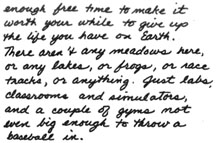 enough free time to make it
worth your while to give up
the life you have on Earth.
There aren't any meadows here,
or any lakes, or frogs, or race
tracks, or anything. Just labs,
classrooms and simulators,
and a couple of gyms not
even big enough to throw a
baseball in.